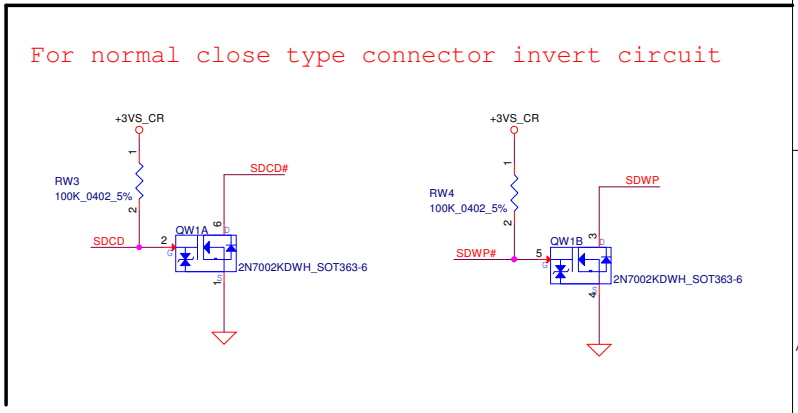 For normal close type connector invert circuit
+3VS_CR
+3VS_CR
1
1
SDCD#
RW3
100K_0402_5%
SDWP
RW4
100K_0402_5%
2
2
6
D
QW1A
SDCD
2
G
3
D
QW1B
SDWP#
5
G
2N7002KDWH_SOT363-6
2N7002KDWH_SOT363-6
1
S
4
S